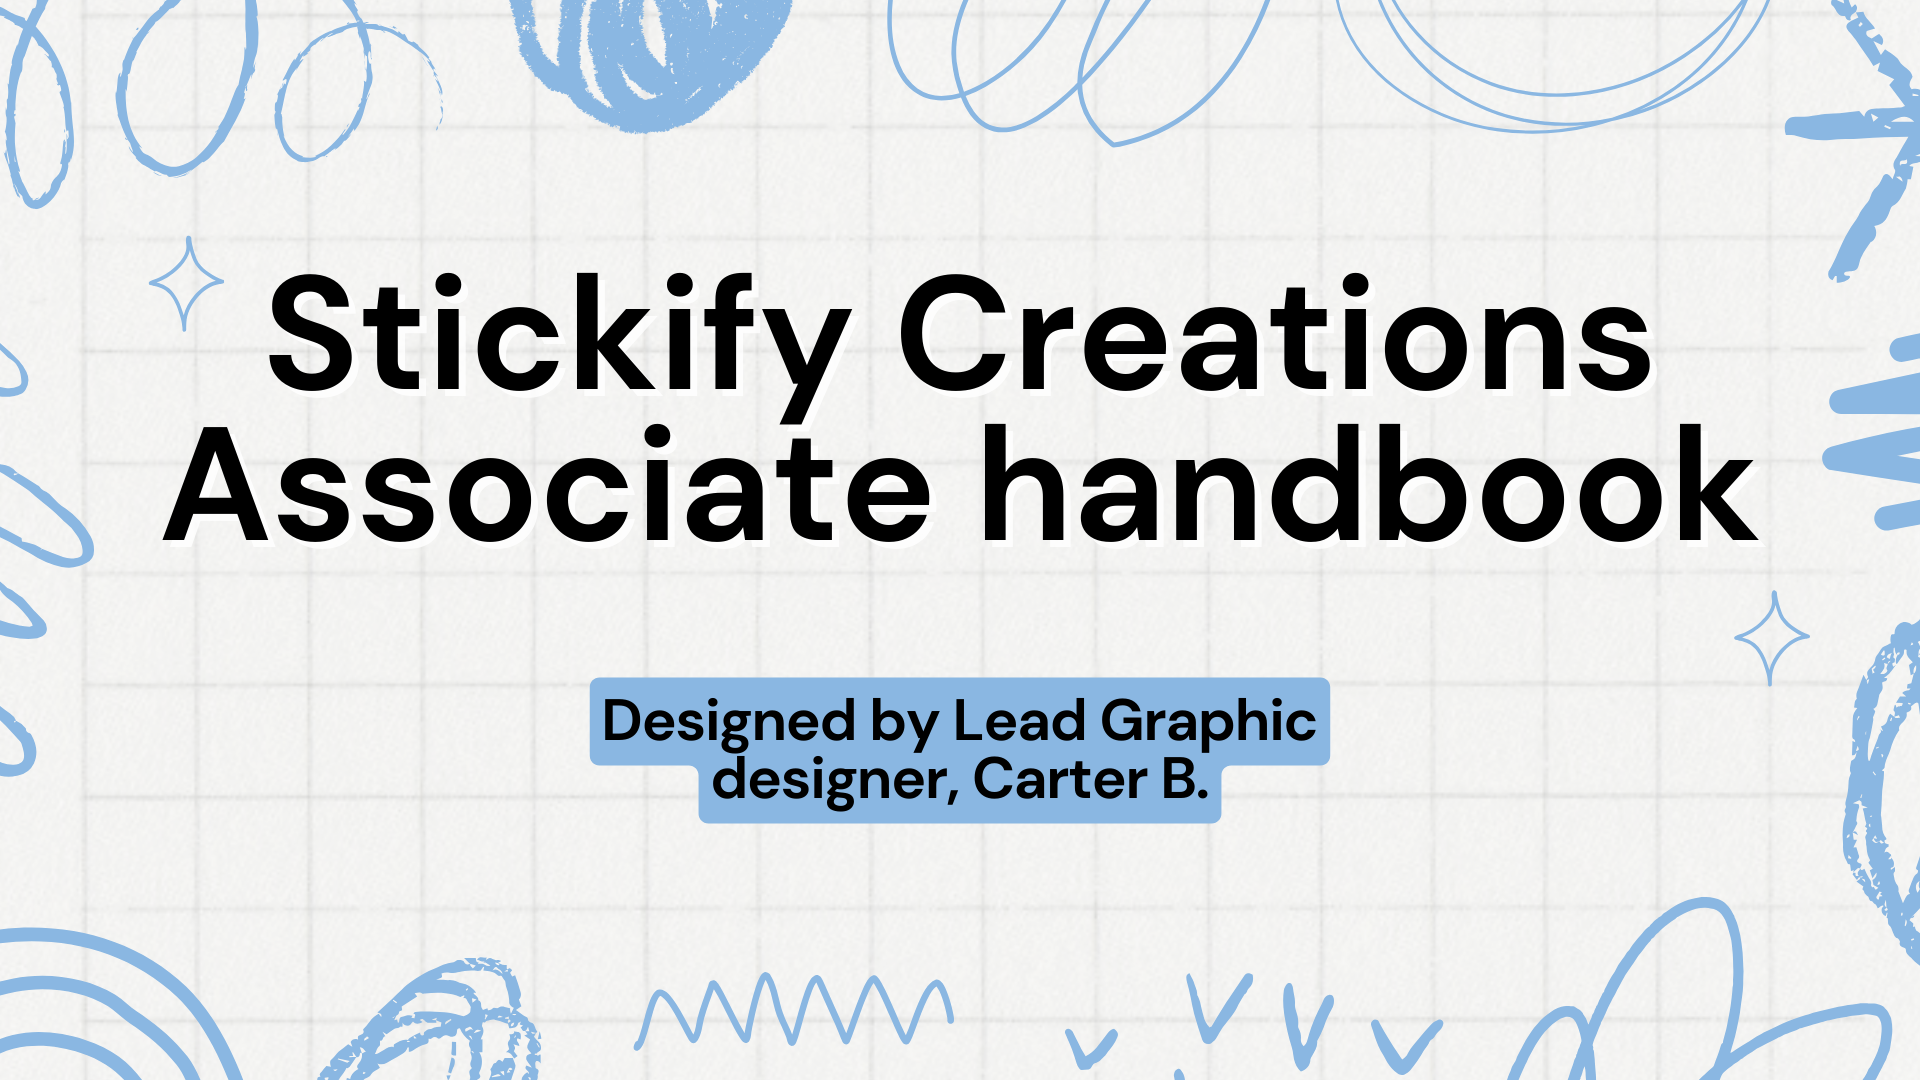 Stickify Creations
Associate handbook
Designed by Lead Graphic
designer, Carter B.